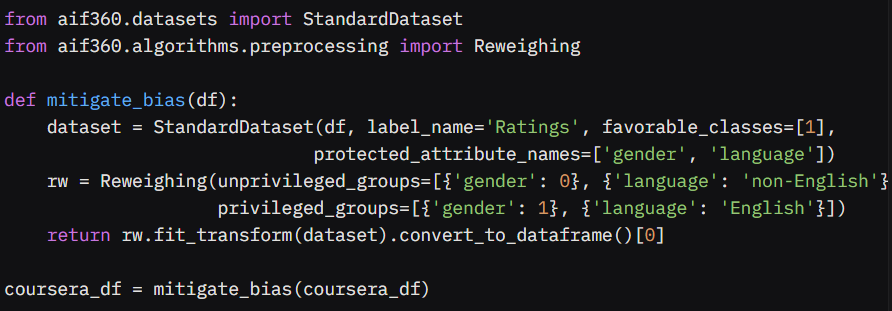 from aif360.datasets import StandardDataset
from aif360.algorithms.preprocessing import Reweighing
def mitigate_bias(df):
    dataset = StandardDataset(df, label_name='Ratings', favorable_classes=[1],
                              protected_attribute_names=['gender', 'language'])
    rw = Reweighing(unprivileged_groups=[{'gender': 0}, {'language': 'non-English'}
                    privileged_groups=[{'gender': 1}, {'language': 'English'}])
    return rw.fit_transform(dataset).convert_to_dataframe()[0]
coursera_df = mitigate_bias(coursera_df)